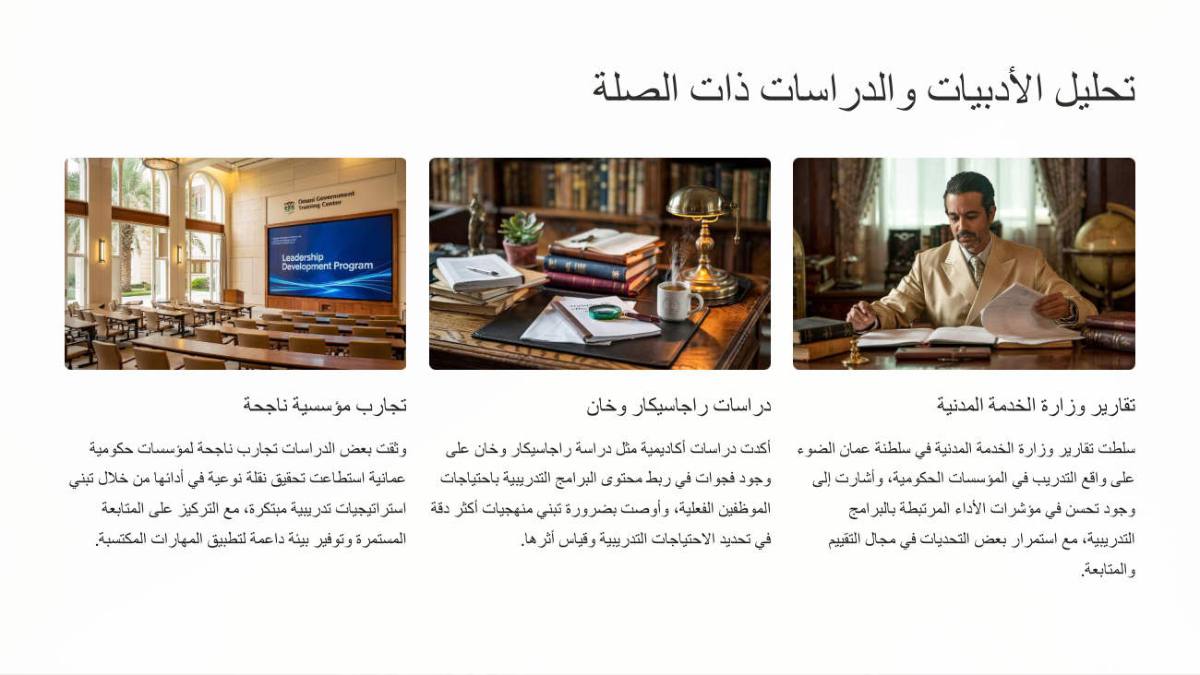 تحليل الأدبيات والدراسات ذات الصلة
تقارير وزارة الخدمة المدنية
سلطت تقارير وزارة الخدمة المدنية في سلطنة عمان الضوء
على واقع التدريب في المؤسسات الحكومية، وأشارت إلى
وجود تحسن في مؤشرات الأداء المرتبطة بالبرامج
التدريبية، مع استمرار بعض التحديات في مجال التقييم
والمتابعة.
دراسات راجاسيكار وخان
أكدت دراسات أكاديمية مثل دراسة راجاسيكار وخان على
وجود فجوات في ربط محتوى البرامج التدريبية باحتياجات
الموظفين الفعلية، وأوصت بضرورة تبني منهجيات أكثر دقة
في تحديد الاحتياجات التدريبية وقياس أثرها.
Omani Government
Training Center
Leadership
Development Program
تجارب مؤسسية ناجحة
وثقت بعض الدراسات تجارب ناجحة لمؤسسات حكومية
عمانية استطاعت تحقيق نقلة نوعية في أدائها من خلال تبني
استراتيجيات تدريبية مبتكرة، مع التركيز على المتابعة
المستمرة وتوفير بيئة داعمة لتطبيق المهارات المكتسبة.